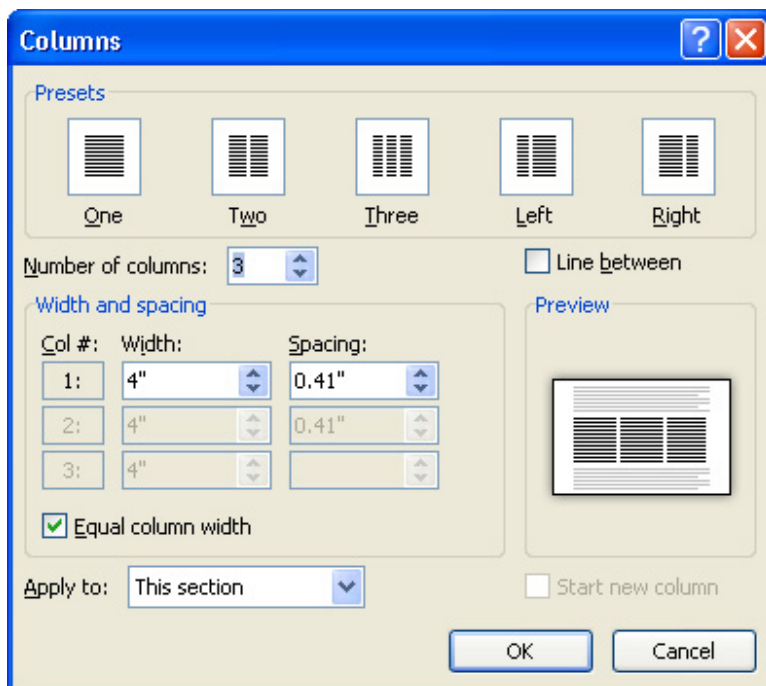 Columns
Presets
One Two Three Left Right
Number of columns: 3 Line between
Width and spacing Preview
Col #: Width: Spacing:
1: 4" 0.41"
2: 4" 0.41"
3: 4"
Equal column width
Apply to: This section Start new column
OK Cancel